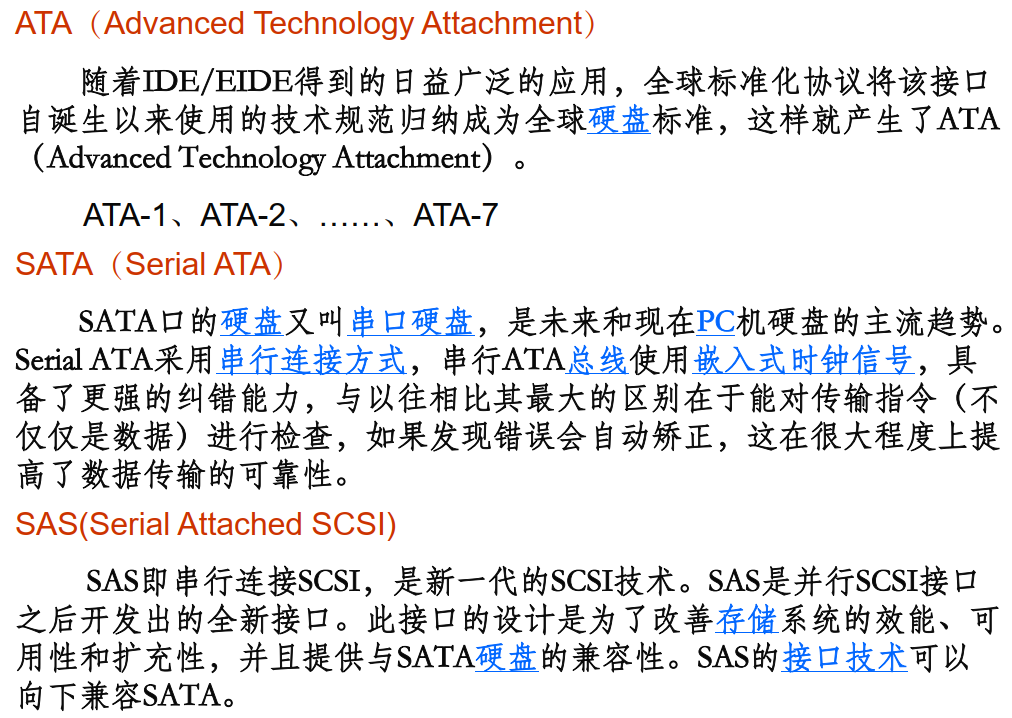 ATA（Advanced Technology Attachment）
随着IDE/EIDE得到的日益广泛的应用，全球标准化协议将该接口
自诞生以来使用的技术规范归纳成为全球硬盘标准，这样就产生了ATA
（Advanced Technology Attachment）。
ATA-1、ATA-2、……、ATA-7
SATA（Serial ATA）
SATA口的硬盘又叫串口硬盘，是未来和现在PC机硬盘的主流趋势。
Serial ATA采用串行连接方式，串行ATA总线使用嵌入式时钟信号，具
备了更强的纠错能力，与以往相比其最大的区别在于能对传输指令（不
仅仅是数据）进行检查，如果发现错误会自动矫正，这在很大程度上提
高了数据传输的可靠性。
SAS(Serial Attached SCSI)
SAS即串行连接SCSI，是新一代的SCSI技术。SAS是并行SCSI接口
之后开发出的全新接口。此接口的设计是为了改善存储系统的效能、可
用性和扩充性，并且提供与SATA硬盘的兼容性。SAS的接口技术可以
向下兼容SATA。